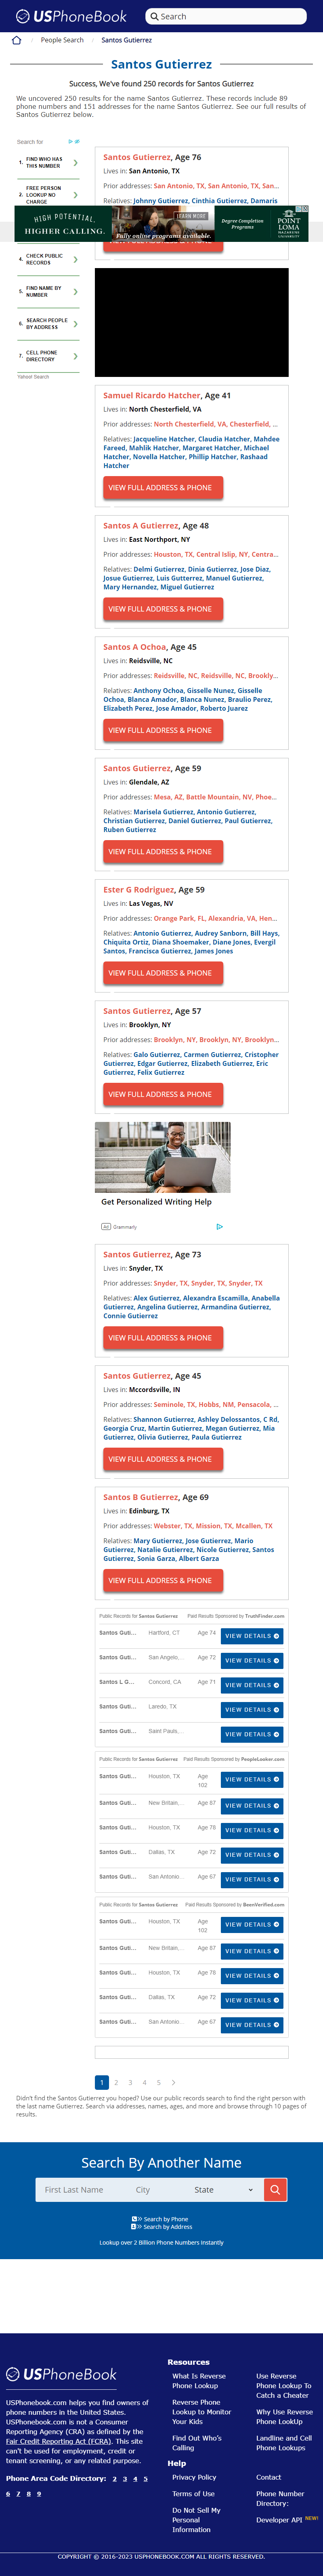 USPhoneBook
Search
People Search
Santos Gutierrez
Santos Gutierrez
Success, We've found 250 records for Santos Gutierrez
We uncovered 250 results for the name Santos Gutierrez. These records include 89
phone numbers and 151 addresses for the name Santos Gutierrez. See our full results of
Santos Gutierrez below.
Search for
1. FIND WHO HAS
THIS NUMBER
2. FREE PERSON
LOOKUP NO
CHARGE
4. CHECK PUBLIC
RECORDS
5. FIND NAME BY
NUMBER
6. SEARCH PEOPLE
BY ADDRESS
7. CELL PHONE
DIRECTORY
Yahoo! Search
Santos Gutierrez, Age 76
Lives in: San Antonio, TX
Prior addresses: San Antonio, TX, San Antonio, TX, San...
Relatives: Johnny Gutierrez, Cinthia Gutierrez, Damaris
HIGH POTENTIAL,
HIGHER CALLING.
LEARN MORE
Fully online programs available.
Degree Completion
Programs
POINT
LOMA
Samuel Ricardo Hatcher, Age 41
Lives in: North Chesterfield, VA
Prior addresses: North Chesterfield, VA, Chesterfield, ...
Relatives: Jacqueline Hatcher, Claudia Hatcher, Mahdee
Fareed, Mahlik Hatcher, Margaret Hatcher, Michael
Hatcher, Novella Hatcher, Phillip Hatcher, Rashaad
Hatcher
VIEW FULL ADDRESS & PHONE
Santos A Gutierrez, Age 48
Lives in: East Northport, NY
Prior addresses: Houston, TX, Central Islip, NY, Centra...
Relatives: Delmi Gutierrez, Dinia Gutierrez, Jose Diaz,
Josue Gutierrez, Luis Gutterrez, Manuel Gutierrez,
Mary Hernandez, Miguel Gutierrez
VIEW FULL ADDRESS & PHONE
Santos A Ochoa, Age 45
Lives in: Reidsville, NC
Prior addresses: Reidsville, NC, Reidsville, NC, Brookly...
Relatives: Anthony Ochoa, Gisselle Nunez, Gisselle
Ochoa, Blanca Amador, Blanca Nunez, Braulio Perez,
Elizabeth Perez, Jose Amador, Roberto Juarez
VIEW FULL ADDRESS & PHONE
Santos Gutierrez, Age 59
Lives in: Glendale, AZ
Prior addresses: Mesa, AZ, Battle Mountain, NV, Phoe...
Relatives: Marisela Gutierrez, Antonio Gutierrez,
Christian Gutierrez, Daniel Gutierrez, Paul Gutierrez,
Ruben Gutierrez
VIEW FULL ADDRESS & PHONE
Ester G Rodriguez, Age 59
Lives in: Las Vegas, NV
Prior addresses: Orange Park, FL, Alexandria, VA, Hen...
Relatives: Antonio Gutierrez, Audrey Sanborn, Bill Hays,
Chiquita Ortiz, Diana Shoemaker, Diane Jones, Evergil
Santos, Francisca Gutierrez, James Jones
VIEW FULL ADDRESS & PHONE
Santos Gutierrez, Age 57
Lives in: Brooklyn, NY
Prior addresses: Brooklyn, NY, Brooklyn, NY, Brooklyn...
Relatives: Galo Gutierrez, Carmen Gutierrez, Cristopher
Gutierrez, Edgar Gutierrez, Elizabeth Gutierrez, Eric
Gutierrez, Felix Gutierrez
VIEW FULL ADDRESS & PHONE
Get Personalized Writing Help
Ad Grammarly
Santos Gutierrez, Age 73
Lives in: Snyder, TX
Prior addresses: Snyder, TX, Snyder, TX, Snyder, TX
Relatives: Alex Gutierrez, Alexandra Escamilla, Anabella
Gutierrez, Angelina Gutierrez, Armandina Gutierrez,
Connie Gutierrez
VIEW FULL ADDRESS & PHONE
Santos Gutierrez, Age 45
Lives in: Mccordsville, IN
Prior addresses: Seminole, TX, Hobbs, NM, Pensacola, ...
Relatives: Shannon Gutierrez, Ashley Delossantos, C Rd,
Georgia Cruz, Martin Gutierrez, Megan Gutierrez, Mia
Gutierrez, Olivia Gutierrez, Paula Gutierrez
VIEW FULL ADDRESS & PHONE
Santos B Gutierrez, Age 69
Lives in: Edinburg, TX
Prior addresses: Webster, TX, Mission, TX, Mcallen, TX
Relatives: Mary Gutierrez, Jose Gutierrez, Mario
Gutierrez, Natalie Gutierrez, Nicole Gutierrez, Santos
Gutierrez, Sonia Garza, Albert Garza
VIEW FULL ADDRESS & PHONE
Public Records for Santos Gutierrez Paid Results Sponsored by TruthFinder.com
Santos Guti... Hartford, CT Age 74 VIEW DETAILS
Santos Guti... San Angelo,... Age 72 VIEW DETAILS
Santos L G... Concord, CA Age 71 VIEW DETAILS
Santos Guti... Laredo, TX VIEW DETAILS
Santos Guti... Saint Pauls,... VIEW DETAILS
Public Records for Santos Gutierrez Paid Results Sponsored by PeopleLooker.com
Santos Guti... Houston, TX Age 102 VIEW DETAILS
Santos Guti... New Britain,... Age 87 VIEW DETAILS
Santos Guti... Houston, TX Age 78 VIEW DETAILS
Santos Guti... Dallas, TX Age 72 VIEW DETAILS
Santos Guti... San Antonio... Age 67 VIEW DETAILS
Public Records for Santos Gutierrez Paid Results Sponsored by BeenVerified.com
Santos Guti... Houston, TX Age 102 VIEW DETAILS
Santos Guti... New Britain,... Age 87 VIEW DETAILS
Santos Guti... Houston, TX Age 78 VIEW DETAILS
Santos Guti... Dallas, TX Age 72 VIEW DETAILS
Santos Guti... San Antonio... Age 67 VIEW DETAILS
1 2 3 4 5
Didn't find the Santos Gutierrez you hoped? Use our public records search to find the right person with
the last name Gutierrez. Search via addresses, names, ages, and more and browse through 10 pages of
results.
Search By Another Name
First Last Name City State
Search by Phone
Search by Address
Lookup over 2 Billion Phone Numbers Instantly
USPhoneBook
USPhonebook.com helps you find owners of
phone numbers in the United States.
USPhonebook.com is not a Consumer
Reporting Agency (CRA) as defined by the
Fair Credit Reporting Act (FCRA). This site
can't be used for employment, credit or
tenant screening, or any related purpose.
Phone Area Code Directory: 2 3 4 5
6 7 8 9
Resources
What Is Reverse
Phone Lookup
Reverse Phone
Lookup to Monitor
Your Kids
Find Out Who's
Calling
Use Reverse
Phone Lookup To
Catch a Cheater
Why Use Reverse
Phone LookUp
Landline and Cell
Phone Lookups
Help
Privacy Policy
Terms of Use
Do Not Sell My
Personal
Information
Contact
Phone Number
Directory:
Developer API NEW!
COPYRIGHT © 2016-2023 USPHONEBOOK.COM ALL RIGHTS RESERVED.